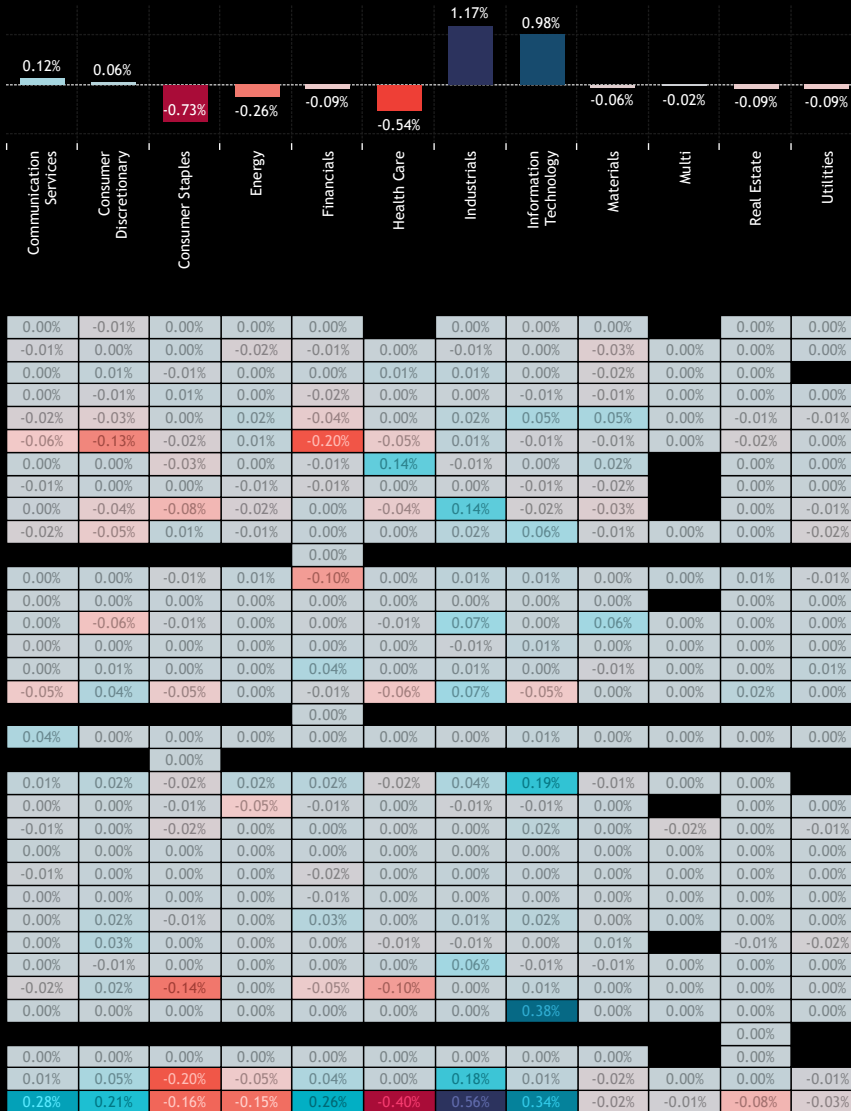 1.17%
0.98%
0.12% 0.06%
-0.73% -0.26% -0.09% -0.54% -0.06% -0.02% -0.09% -0.09%
Communication Services
Consumer Discretionary
Consumer Staples
Energy
Financials
Health Care
Industrials
Information Technology
Materials
Multi
Real Estate
Utilities
0.00% -0.01% 0.00% 0.00% 0.00% 0.00% 0.00% 0.00% 0.00% 0.00%
-0.01% 0.00% 0.00% -0.02% -0.01% 0.00% -0.01% 0.00% -0.03% 0.00% 0.00% 0.00%
0.00% 0.01% -0.01% 0.00% 0.00% 0.01% 0.01% 0.00% -0.02% 0.00% 0.00%
0.00% -0.01% 0.01% 0.00% -0.02% 0.00% 0.00% -0.01% -0.01% 0.00% 0.00% 0.00%
-0.02% -0.03% 0.00% 0.02% -0.04% 0.00% 0.02% 0.05% 0.05% 0.00% -0.01% -0.01%
-0.06% -0.13% -0.02% 0.01% -0.20% -0.05% 0.01% -0.01% -0.01% 0.00% -0.02% 0.00%
0.00% 0.00% -0.03% 0.00% -0.01% 0.14% -0.01% 0.00% 0.02% 0.00% 0.00%
-0.01% 0.00% 0.00% -0.01% -0.01% 0.00% 0.00% -0.01% -0.02% 0.00% 0.00%
0.00% -0.04% -0.08% -0.02% 0.00% -0.04% 0.14% -0.02% -0.03% 0.00% -0.01%
-0.02% -0.05% 0.01% -0.01% 0.00% 0.00% 0.02% 0.06% -0.01% 0.00% 0.00% -0.02%
0.00%
0.00% 0.00% -0.01% 0.01% -0.10% 0.00% 0.01% 0.01% 0.00% 0.00% 0.01% -0.01%
0.00% 0.00% 0.00% 0.00% 0.00% 0.00% 0.00% 0.00% 0.00% 0.00% 0.00%
0.00% -0.06% -0.01% 0.00% 0.00% -0.01% 0.07% 0.00% 0.06% 0.00% 0.00% 0.00%
0.00% 0.00% 0.00% 0.00% 0.00% 0.00% -0.01% 0.01% 0.00% 0.00% 0.00% 0.00%
0.00% 0.01% 0.00% 0.00% 0.04% 0.00% 0.01% 0.00% -0.01% 0.00% 0.00% 0.01%
-0.05% 0.04% -0.05% 0.00% -0.01% -0.06% 0.07% -0.05% 0.00% 0.00% 0.02% 0.00%
0.00%
0.04% 0.00% 0.00% 0.00% 0.00% 0.00% 0.00% 0.01% 0.00% 0.00% 0.00% 0.00%
0.00%
0.01% 0.02% -0.02% 0.02% 0.02% -0.02% 0.04% 0.19% -0.01% 0.00% 0.00%
0.00% 0.00% -0.01% -0.05% -0.01% 0.00% -0.01% -0.01% 0.00% 0.00% 0.00%
-0.01% 0.00% -0.02% 0.00% 0.00% 0.00% 0.00% 0.02% 0.00% -0.02% 0.00% -0.01%
0.00% 0.00% 0.00% 0.00% 0.00% 0.00% 0.00% 0.00% 0.00% 0.00% 0.00% 0.00%
-0.01% 0.00% 0.00% 0.00% -0.02% 0.00% 0.00% 0.00% 0.00% 0.00% 0.00% 0.00%
0.00% 0.00% 0.00% 0.00% -0.01% 0.00% 0.00% 0.00% 0.00% 0.00% 0.00% 0.00%
0.00% 0.02% -0.01% 0.00% 0.03% 0.00% 0.01% 0.02% 0.00% 0.00% 0.00% 0.00%
0.00% 0.03% 0.00% 0.00% 0.00% -0.01% -0.01% 0.00% 0.01% -0.01% -0.02%
0.00% -0.01% 0.00% 0.00% 0.00% 0.00% 0.06% -0.01% -0.01% 0.00% 0.00% 0.00%
-0.02% 0.02% -0.14% 0.00% -0.05% -0.10% 0.00% 0.01% 0.00% 0.00% 0.00% 0.00%
0.00% 0.00% 0.00% 0.00% 0.00% 0.00% 0.00% 0.38% 0.00% 0.00% 0.00% 0.00%
0.00%
0.00% 0.00% 0.00% 0.00% 0.00% 0.00% 0.00% 0.00% 0.00% 0.00%
0.01% 0.05% -0.20% -0.05% 0.04% 0.00% 0.18% 0.01% -0.02% 0.00% 0.00% -0.01%
0.28% 0.21% -0.16% -0.15% 0.26% -0.40% 0.56% 0.34% -0.02% -0.01% -0.08% -0.03%